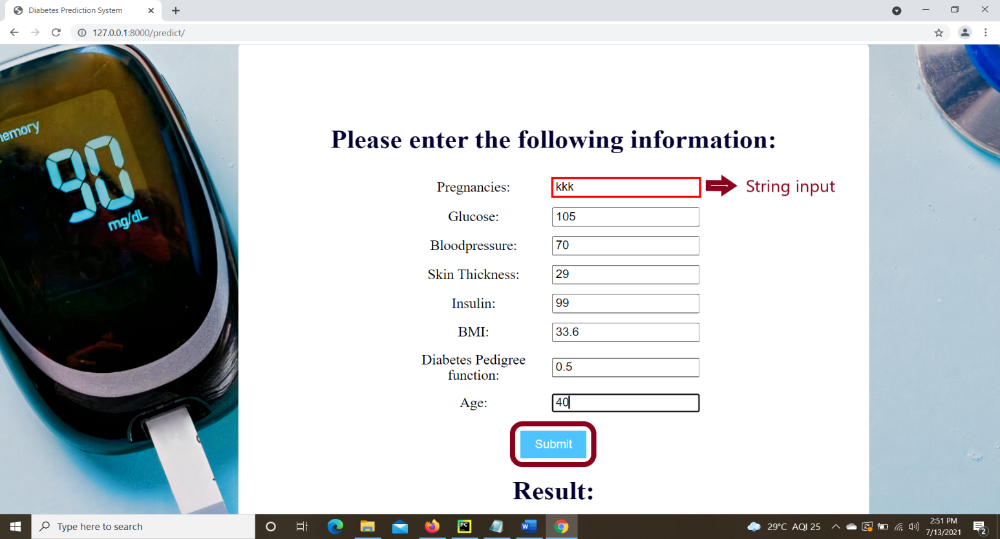 Diabetes Prediction System
127.0.0.1:8000/predict/
memory
90
mg/dL
Please enter the following information:
Pregnancies: kkk String input
Glucose: 105
Bloodpressure: 70
Skin Thickness: 29
Insulin: 99
BMI: 33.6
Diabetes Pedigree
function: 0.5
Age: 40
Submit
Result:
Type here to search
PC
W
29°C AQI 25
2:51 PM
7/13/2021
2